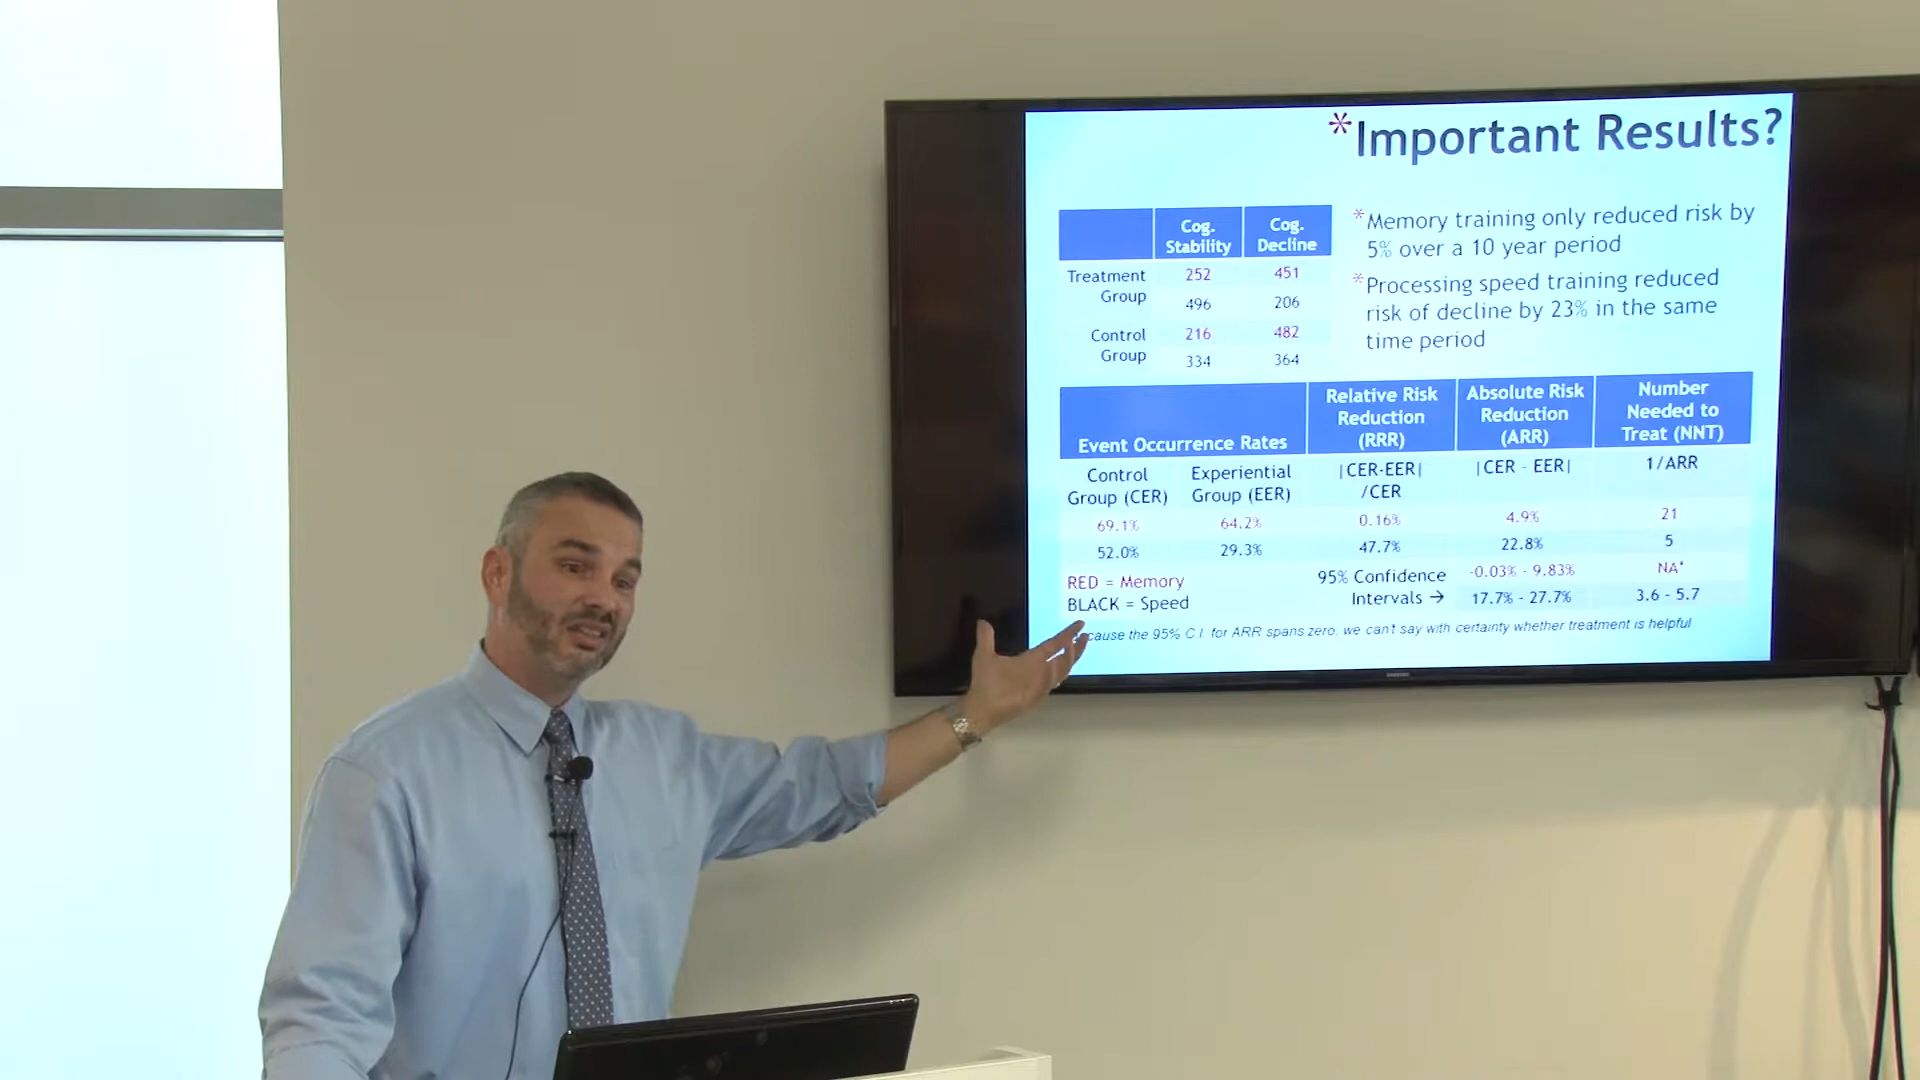 *Important Results?
Cog. Stability Cog. Decline
Treatment Group 252 451
496 206
Control Group 216 482
334 364
*Memory training only reduced risk by
5% over a 10 year period
*Processing speed training reduced
risk of decline by 23% in the same
time period
Event Occurrence Rates
Relative Risk
Reduction
(RRR)
Absolute Risk
Reduction
(ARR)
Number
Needed to
Treat (NNT)
Control
Group (CER)
Experiential
Group (EER)
|CER-EER|
/CER
|CER - EER|
1/ARR
69.1% 64.2% 0.16% 4.9% 21
52.0% 29.3% 47.7% 22.8% 5
RED = Memory
BLACK = Speed
95% Confidence
Intervals →
-0.03% - 9.83% NA*
17.7% - 27.7% 3.6 - 5.7
cause the 95% C I for ARR spans zero, we can't say with certainty whether treatment is helpful
SAMSUNG